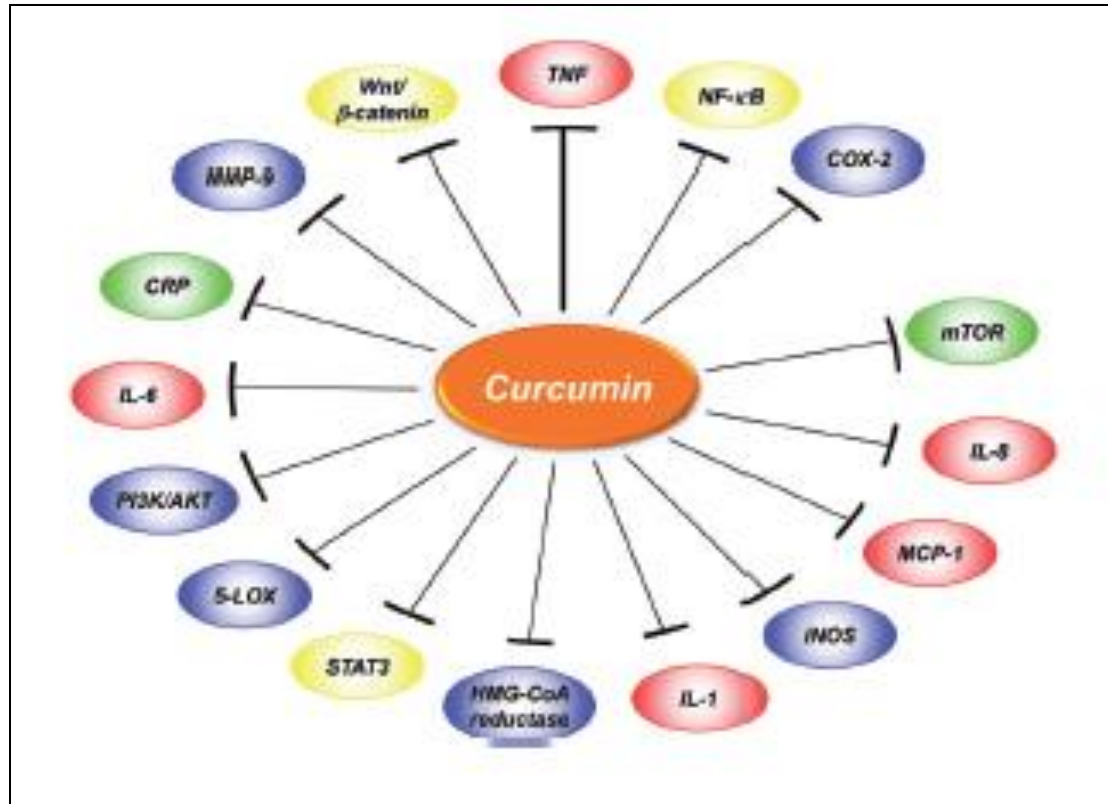 TNF
NF-κB
COX-2
mTOR
IL-8
MCP-1
iNOS
IL-1
HMG-CoA
reductase
STAT3
5-LOX
PI3K/AKT
IL-6
CRP
MMP-9
Wnt/
β-catenin
Curcumin